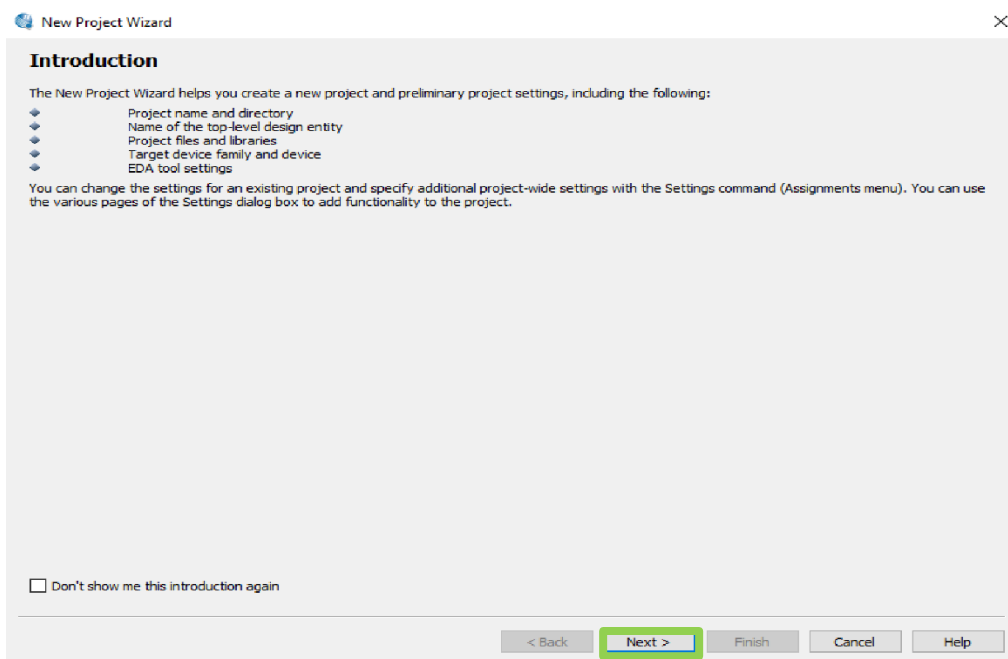 New Project Wizard
Introduction
The New Project Wizard helps you create a new project and preliminary project settings, including the following:
Project name and directory
Name of the top-level design entity
Project files and libraries
Target device family and device
EDA tool settings
You can change the settings for an existing project and specify additional project-wide settings with the Settings command (Assignments menu). You can use
the various pages of the Settings dialog box to add functionality to the project.
Don't show me this introduction again
< Back Next > Finish Cancel Help